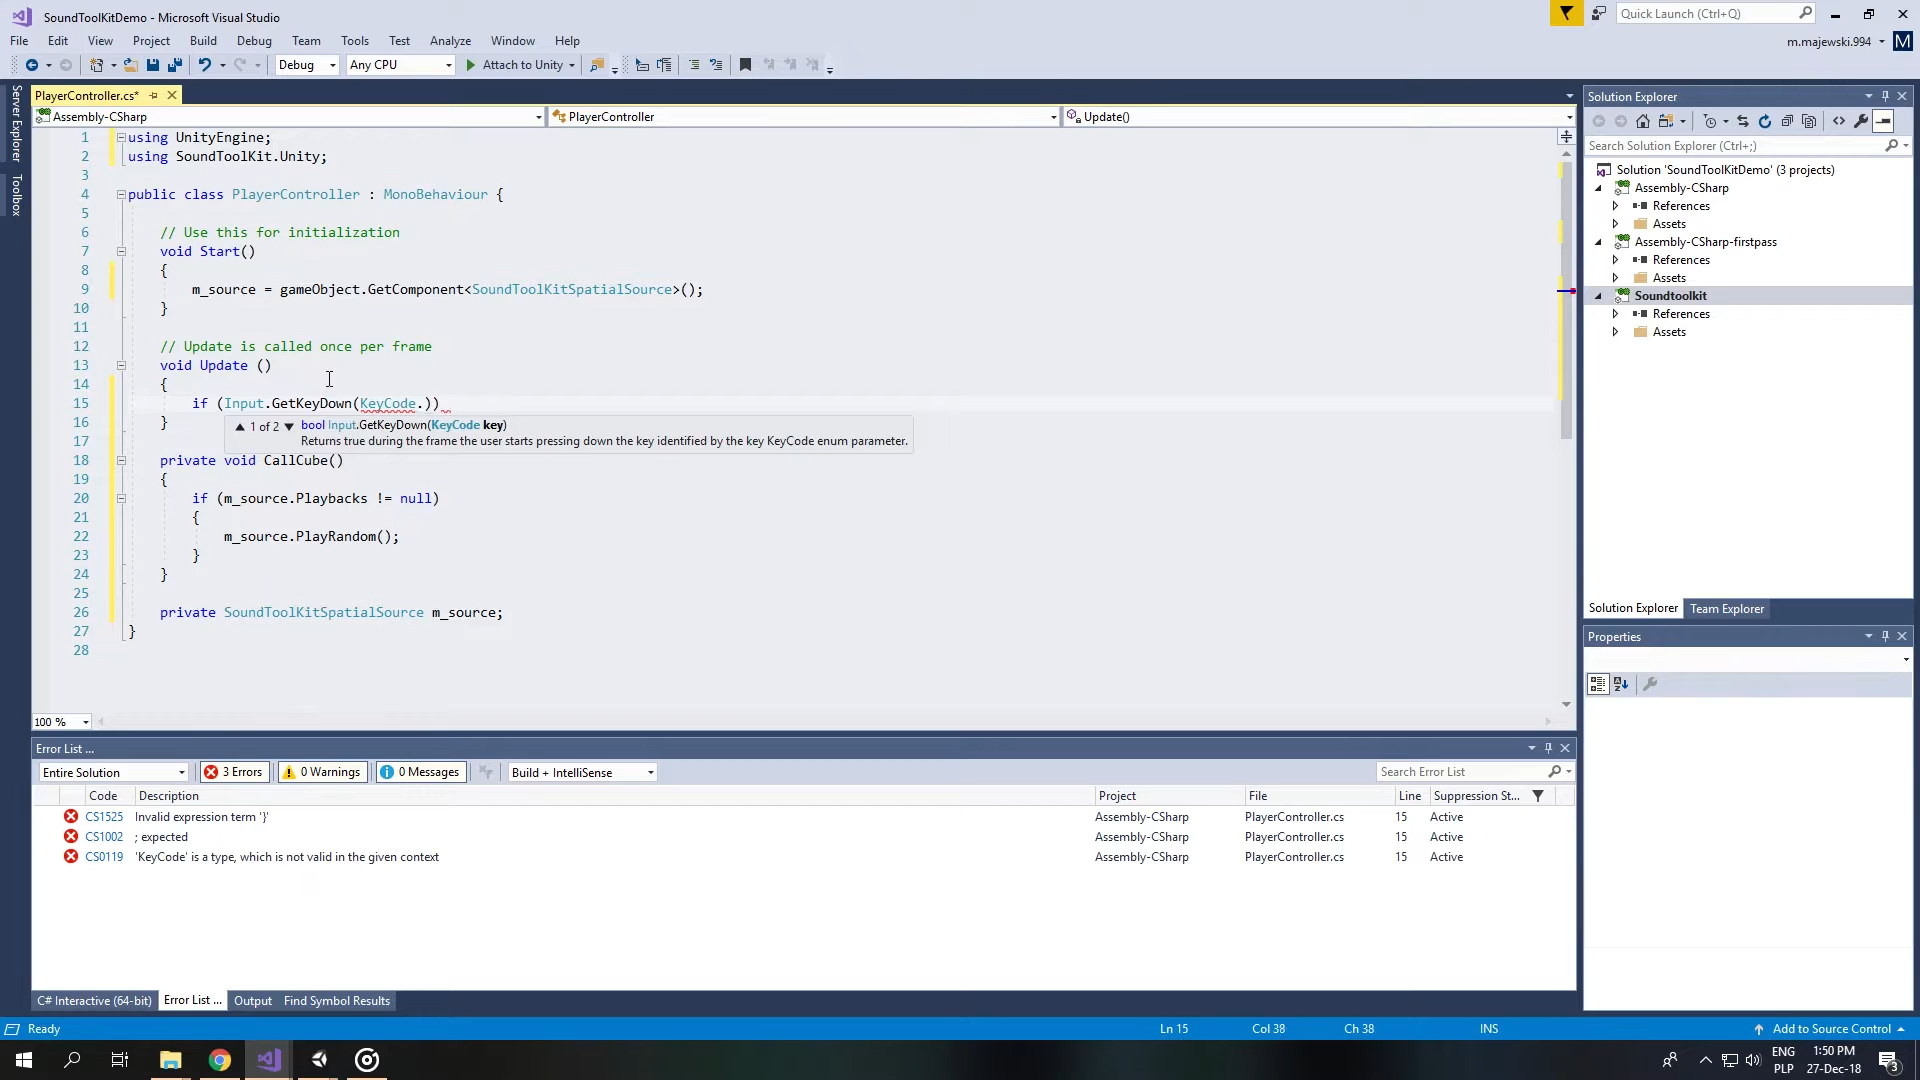 SoundToolKitDemo - Microsoft Visual Studio
Quick Launch (Ctrl+Q)
File Edit View Project Build Debug Team Tools Test Analyze Window Help
m.majewski.994
M
Debug Any CPU Attach to Unity
Server Explorer
Toolbox
PlayerController.cs*
Assembly-CSharp PlayerController Update()
1 using UnityEngine;
2 using SoundToolKit.Unity;
3
4 public class PlayerController : MonoBehaviour {
5
6 // Use this for initialization
7 void Start()
8 {
9 m_source = gameObject.GetComponent<SoundToolKitSpatialSource>();
10 }
11
12 // Update is called once per frame
13 void Update ()
14 {
15 if (Input.GetKeyDown(KeyCode.))
16 }
1 of 2 bool Input.GetKeyDown(KeyCode key)
Returns true during the frame the user starts pressing down the key identified by the key KeyCode enum parameter.
17
18 private void CallCube()
19 {
20 if (m_source.Playbacks != null)
21 {
22 m_source.PlayRandom();
23 }
24 }
25
26 private SoundToolKitSpatialSource m_source;
27 }
28
100 %
Solution Explorer
Search Solution Explorer (Ctrl+;)
Solution 'SoundToolKitDemo' (3 projects)
Assembly-CSharp
References
Assets
Assembly-CSharp-firstpass
References
Assets
Soundtoolkit
References
Assets
Solution Explorer Team Explorer
Properties
Error List ...
Entire Solution 3 Errors 0 Warnings 0 Messages Build + IntelliSense Search Error List
Code Description Project File Line Suppression St...
CS1525 Invalid expression term '}' Assembly-CSharp PlayerController.cs 15 Active
CS1002 ; expected Assembly-CSharp PlayerController.cs 15 Active
CS0119 'KeyCode' is a type, which is not valid in the given context Assembly-CSharp PlayerController.cs 15 Active
C# Interactive (64-bit) Error List ... Output Find Symbol Results
Ready Ln 15 Col 38 Ch 38 INS Add to Source Control
ENG 1:50 PM
PLP 27-Dec-18
3